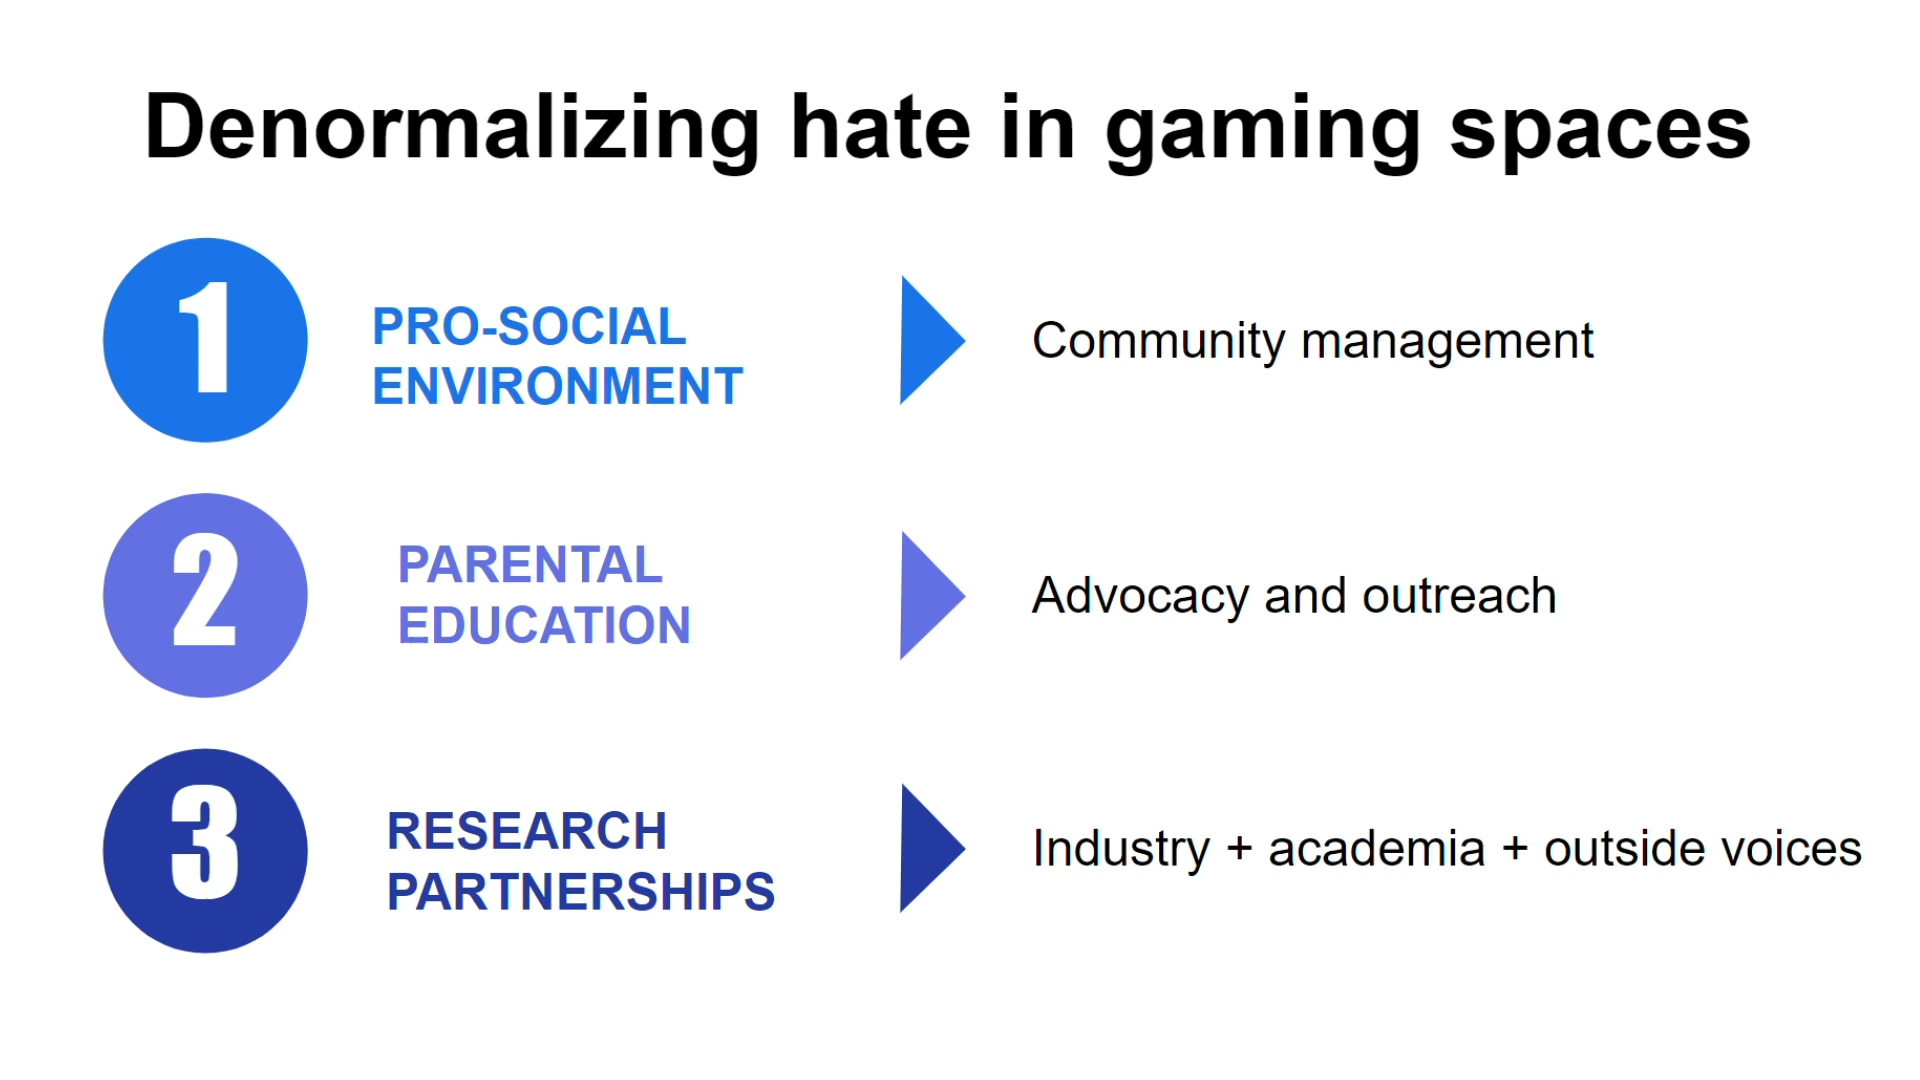 Denormalizing hate in gaming spaces
1
PRO-SOCIAL
ENVIRONMENT
Community management
2
PARENTAL
EDUCATION
Advocacy and outreach
3
RESEARCH
PARTNERSHIPS
Industry + academia + outside voices